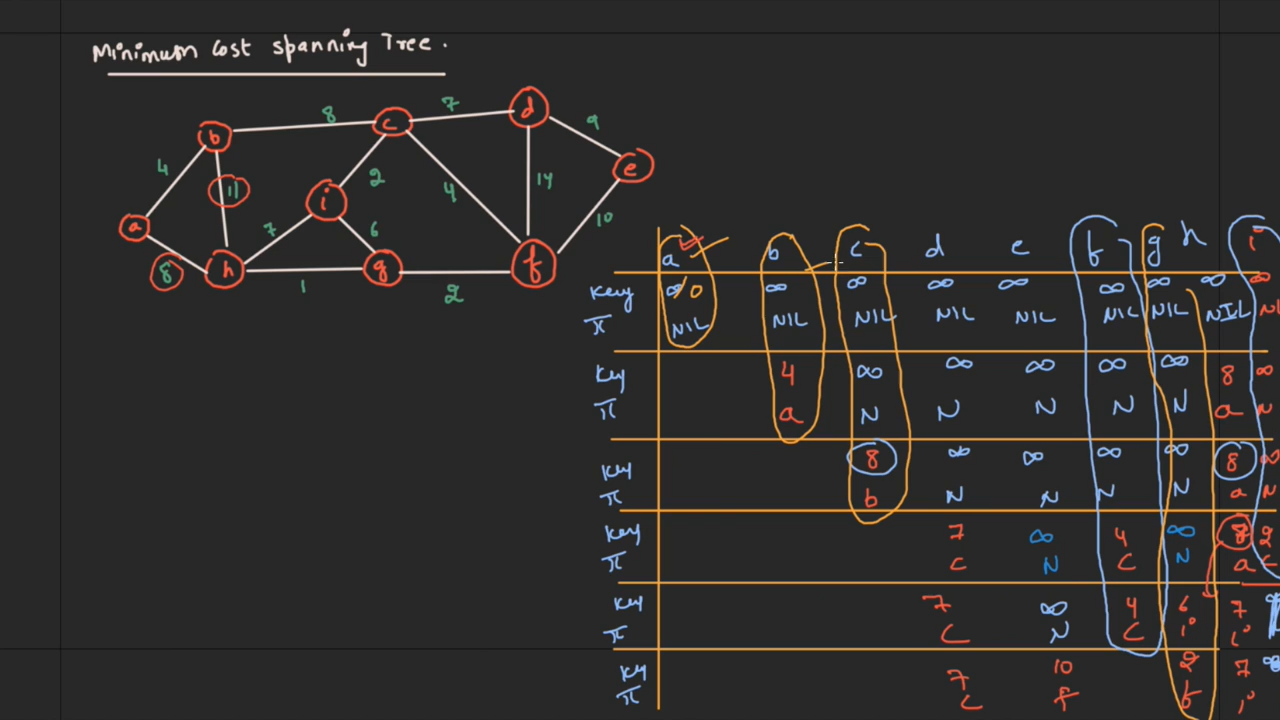 Minimum cost spanning Tree.
8 7
b c d
4 11 2 4 14 9
i e
a 7 6 10
8 h g f
1 2
a b c d e f g h i
Key ∞/0 ∞ ∞ ∞ ∞ ∞ ∞ ∞ ∞
π NIL NIL NIL NIL NIL NIL NIL NIL
Key 4 ∞ ∞ ∞ ∞ ∞ 8 ∞
π a N N N N N a N
Key 8 ∞ ∞ ∞ ∞ 8 ∞
π b N N N N a N
Key 7 ∞ 4 ∞ 2
π C N C N a C
Key 7 ∞ 4 6 7
π C N C i i
Key 7 10 2 7
π C f f i